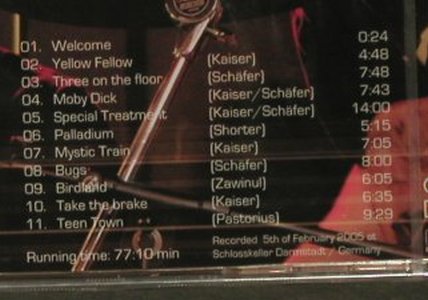 01. Welcome 0:24
02. Yellow Fellow (Kaiser) 4:48
03. Three on the floor (Schäfer) 7:48
04. Moby Dick (Kaiser/Schäfer) 7:43
05. Special Treatment (Kaiser/Schäfer) 14:00
06. Palladium (Shorter) 5:15
07. Mystic Train (Kaiser) 7:05
08. Bugs (Schäfer) 8:00
09. Birdland (Zawinul) 6:05
10. Take the brake (Kaiser) 6:35
11. Teen Town (Pastorius) 9:29
Recorded 5th of February 2005 at
Running time: 77:10 min Schlosskeller Darmstadt / Germany